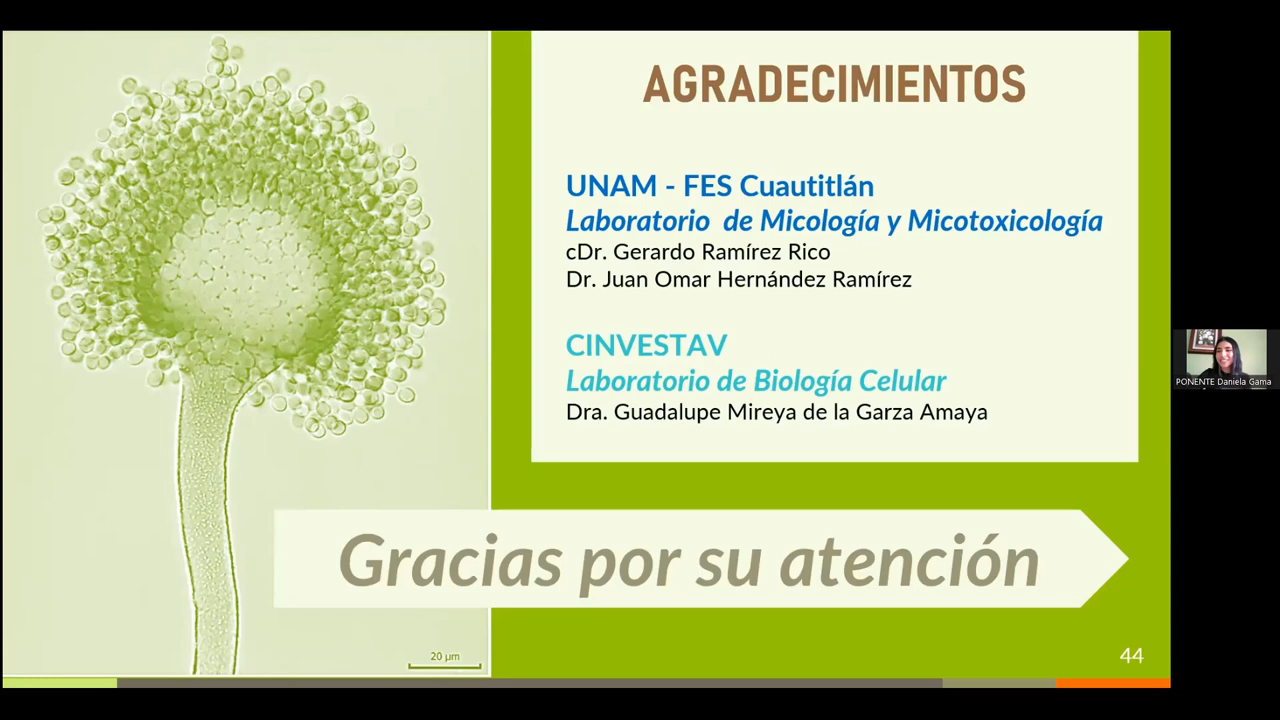 AGRADECIMIENTOS
UNAM - FES Cuautitlán
Laboratorio de Micología y Micotoxicología
cDr. Gerardo Ramírez Rico
Dr. Juan Omar Hernández Ramírez
CINVESTAV
Laboratorio de Biología Celular
Dra. Guadalupe Mireya de la Garza Amaya
Gracias por su atención
20 µm
44
PONENTE Daniela Gama